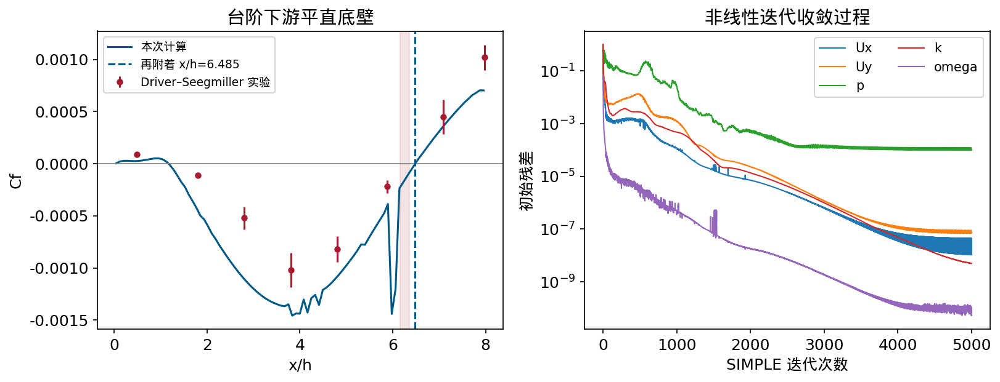 台阶下游平直底壁
本次计算
再附着 x/h=6.485
Driver–Seegmiller 实验
0.0010
0.0005
0.0000
-0.0005
-0.0010
-0.0015
Cf
0 2 4 6 8
x/h
非线性迭代收敛过程
Ux
Uy
p
k
omega
10⁻¹
10⁻³
10⁻⁵
10⁻⁷
10⁻⁹
初始残差
0 1000 2000 3000 4000 5000
SIMPLE 迭代次数